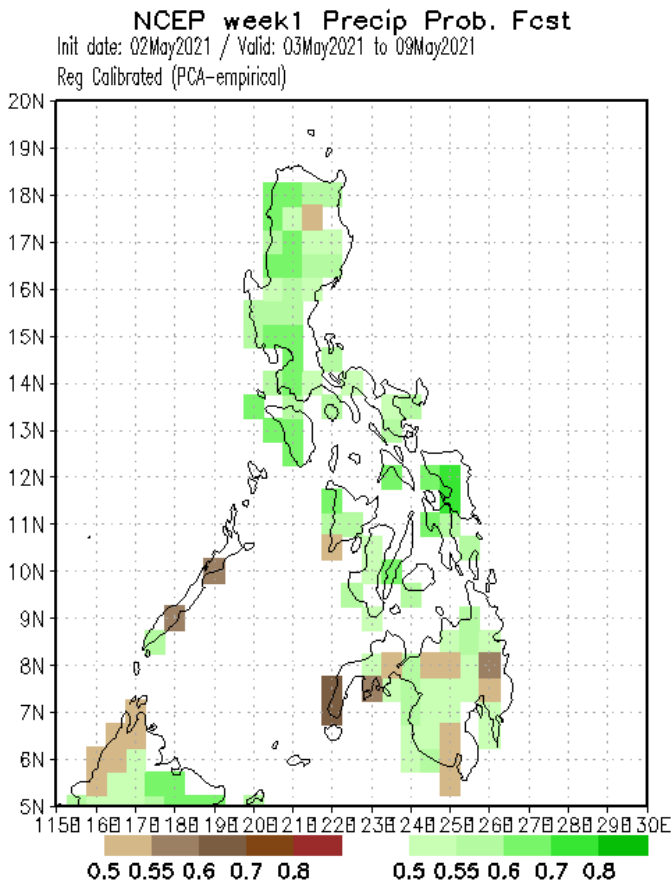 NCEP week1 Precip Prob. Fcst
Init date: 02May2021 / Valid: 03May2021 to 09May2021
Reg Calibrated (PCA-empirical)
20N
19N
18N
17N
16N
15N
14N
13N
12N
11N
10N
9N
8N
7N
6N
5N
115E 116E 117E 118E 119E 120E 121E 122E 123E 124E 125E 126E 127E 128E 129E 130E
0.5 0.55 0.6 0.7 0.8 0.5 0.55 0.6 0.7 0.8